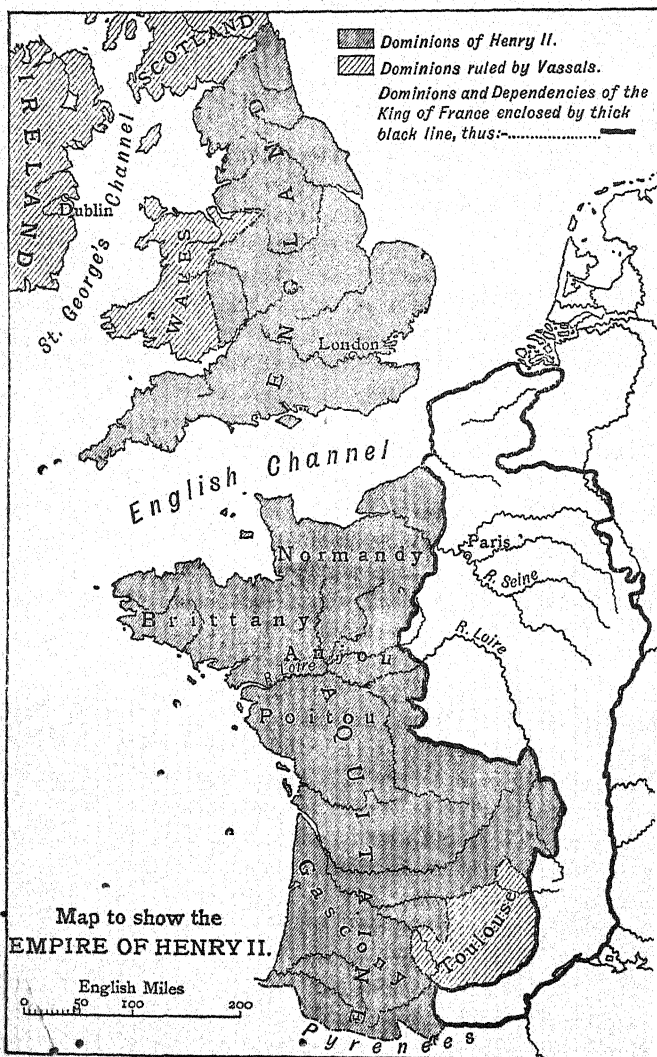 Dominions of Henry II.
Dominions ruled by Vassals.
Dominions and Dependencies of the
King of France enclosed by thick
black line, thus:-....................
SCOTLAND
IRELAND
Dublin
St. George's Channel
WALES
ENGLAND
London
English Channel
Normandy
Paris
R. Seine
Brittany
Anjou
R. Loire
R. Loire
Poitou
AQUITAINE
Gascony
Toulouse
Pyrenees
Map to show the
EMPIRE OF HENRY II.
English Miles
0 50 100 200